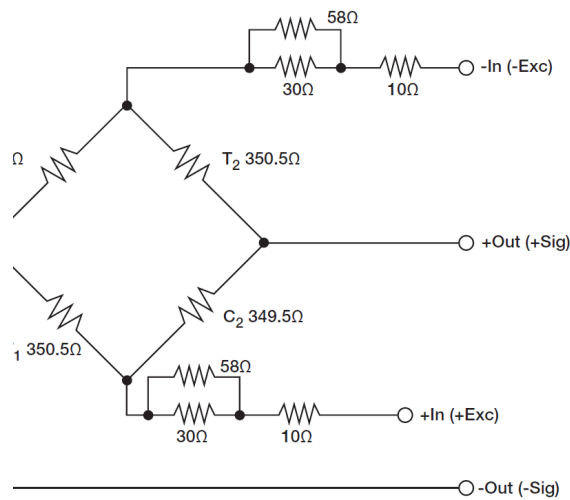 58Ω
-In (-Exc)
30Ω
10Ω
Ω
T2 350.5Ω
+Out (+Sig)
C2 349.5Ω
1 350.5Ω
58Ω
+In (+Exc)
30Ω
10Ω
-Out (-Sig)